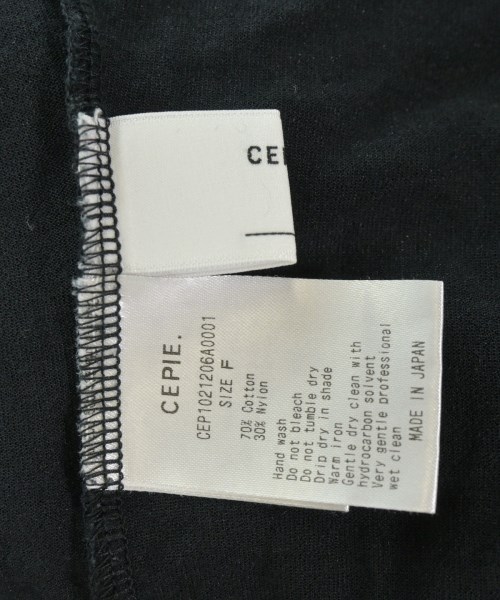 CEPIE.
CEP1021206A0001
SIZE F
70% Cotton
30% Nylon
Hand wash
Do not bleach
Do not tumble dry
Drip dry in shade
Warm iron
Gentle dry clean with
hydrocarbon solvent
Very gentle professional
wet clean
MADE IN JAPAN